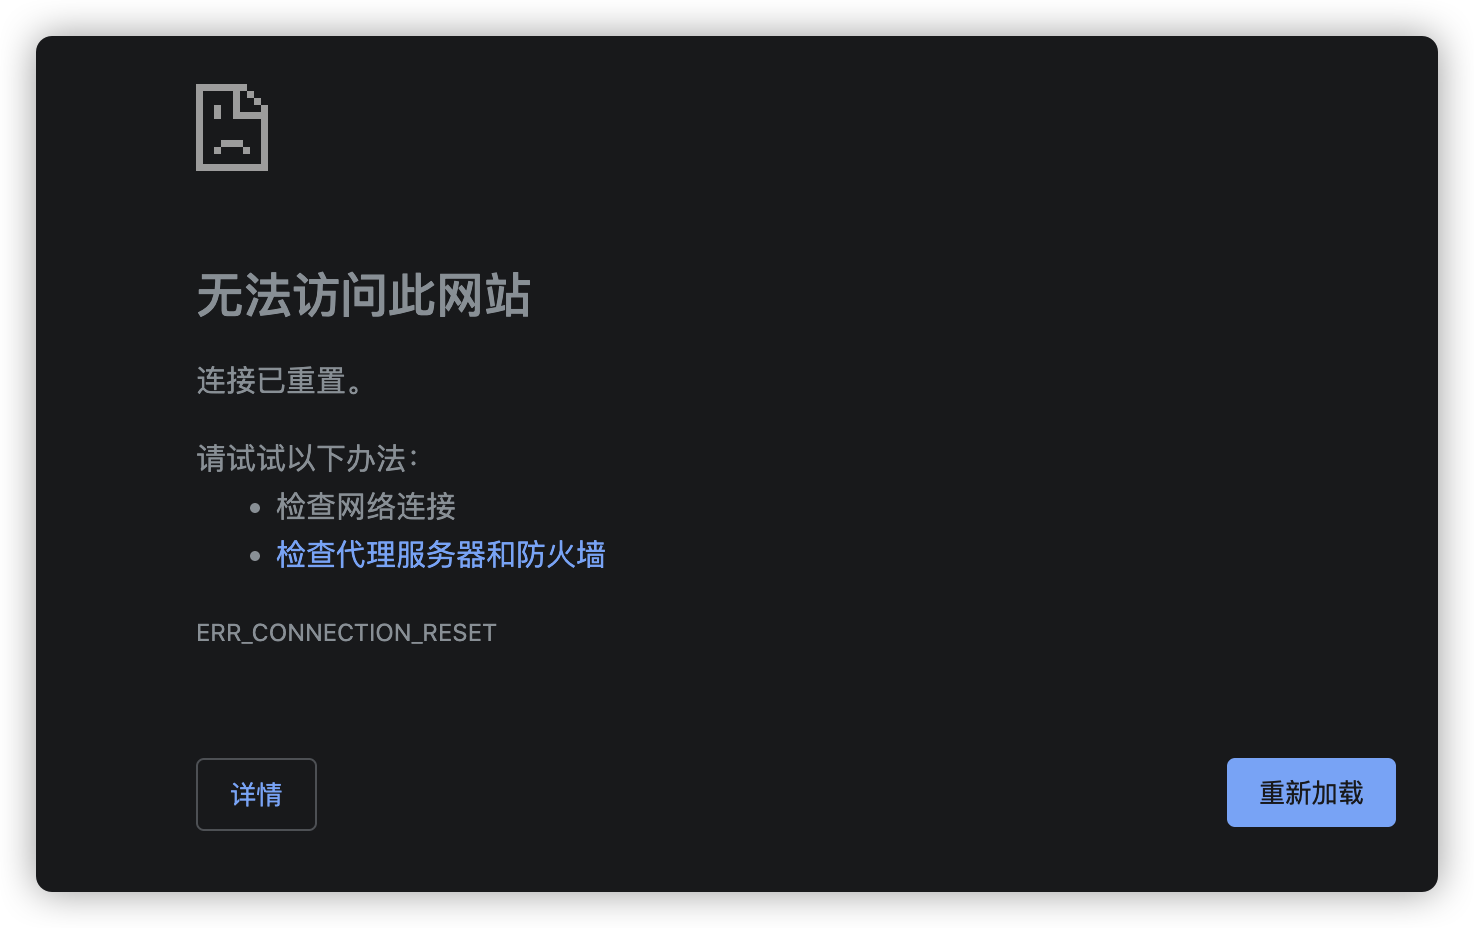 无法访问此网站
连接已重置。
请试试以下办法：
检查网络连接
检查代理服务器和防火墙
ERR_CONNECTION_RESET
详情
重新加载